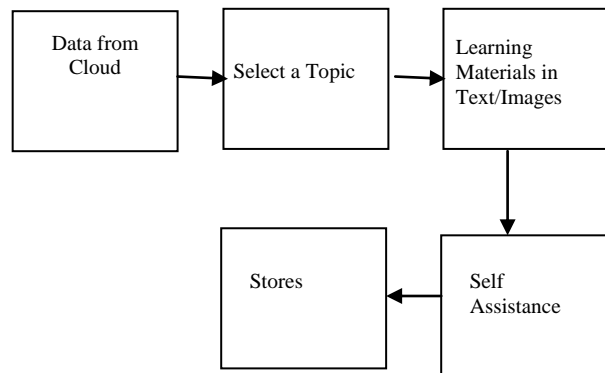 Data from
Cloud
Select a Topic
Learning
Materials in
Text/Images
Stores
Self
Assistance